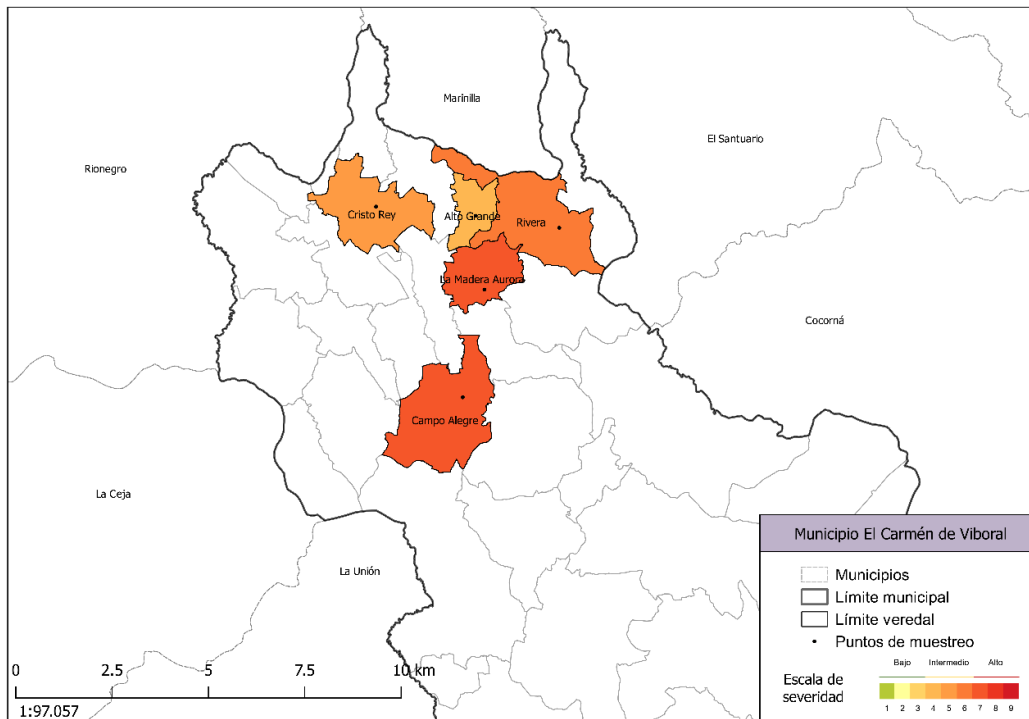 Marinilla
El Santuario
Rionegro
Cristo Rey
Alto Grande
Rivera
La Madera Aurora
Cocorná
Campo Alegre
La Ceja
La Unión
Municipio El Carmén de Viboral
Municipios
Límite municipal
Límite veredal
Puntos de muestreo
Bajo Intermedio Alto
Escala de
severidad
1 2 3 4 5 6 7 8 9
0 2.5 5 7.5 10 km
1:97.057